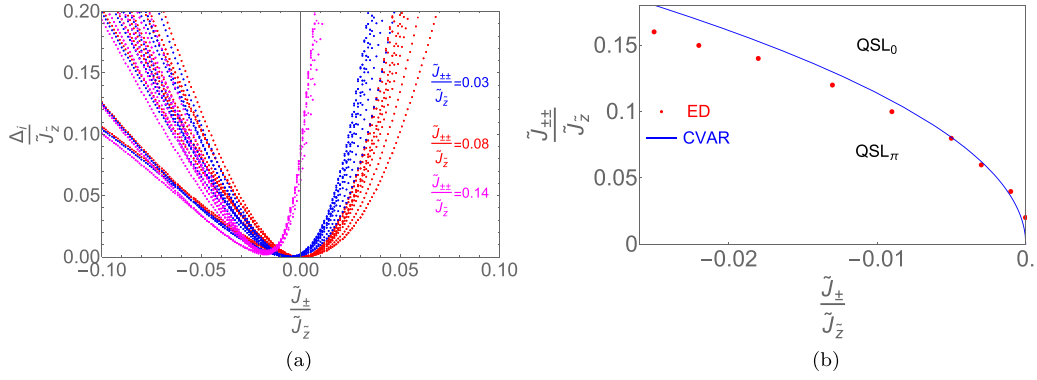 0.20
0.15
0.10
0.05
0.00
Δᵢ/J̃_z̃
J̃±±/J̃_z̃=0.03
J̃±±/J̃_z̃=0.08
J̃±±/J̃_z̃=0.14
−0.10 −0.05 0.00 0.05 0.10
J̃±/J̃_z̃
(a)
0.15
0.1
0.05
0
J̃±±/J̃_z̃
QSL₀
ED
CVAR
QSL_π
−0.02 −0.01 0.
J̃±/J̃_z̃
(b)